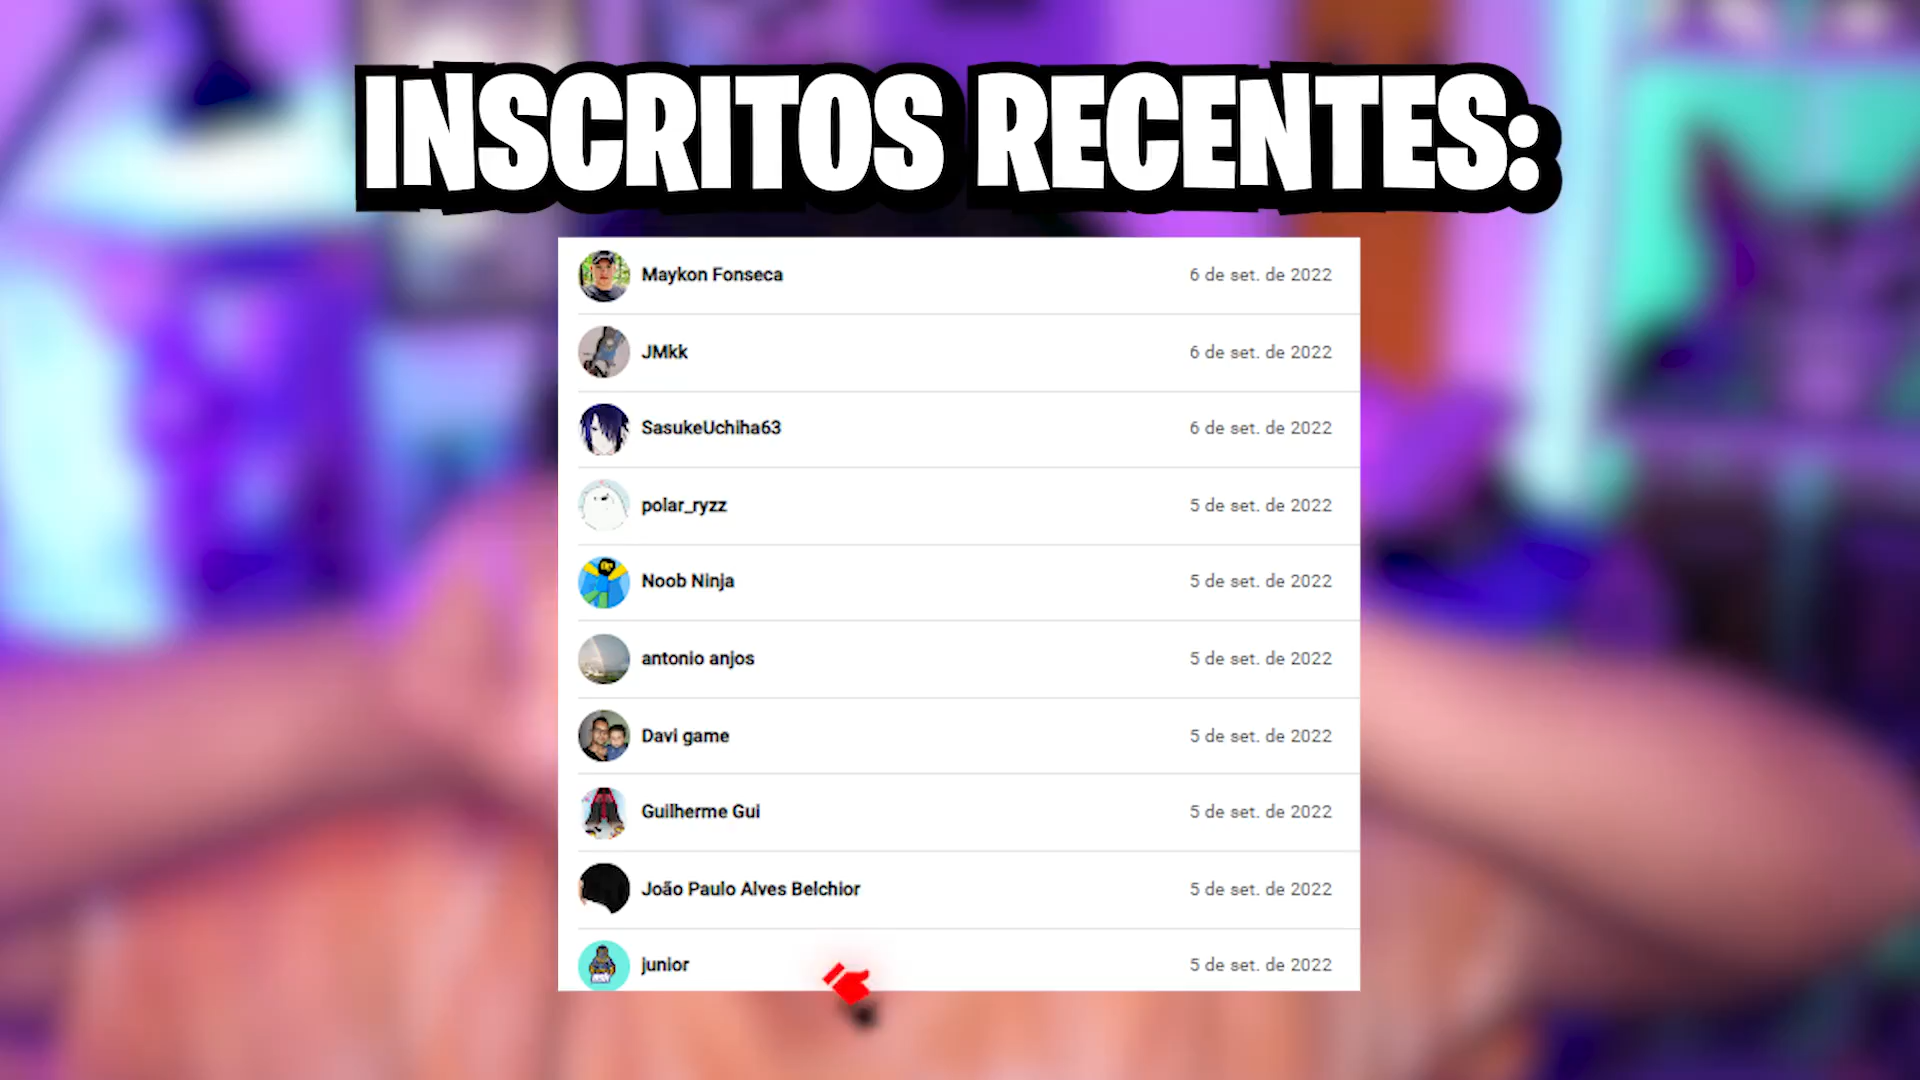 INSCRITOS RECENTES:
Maykon Fonseca 6 de set. de 2022
JMkk 6 de set. de 2022
SasukeUchiha63 6 de set. de 2022
polar_ryzz 5 de set. de 2022
Noob Ninja 5 de set. de 2022
antonio anjos 5 de set. de 2022
Davi game 5 de set. de 2022
Guilherme Gui 5 de set. de 2022
João Paulo Alves Belchior 5 de set. de 2022
junior 5 de set. de 2022